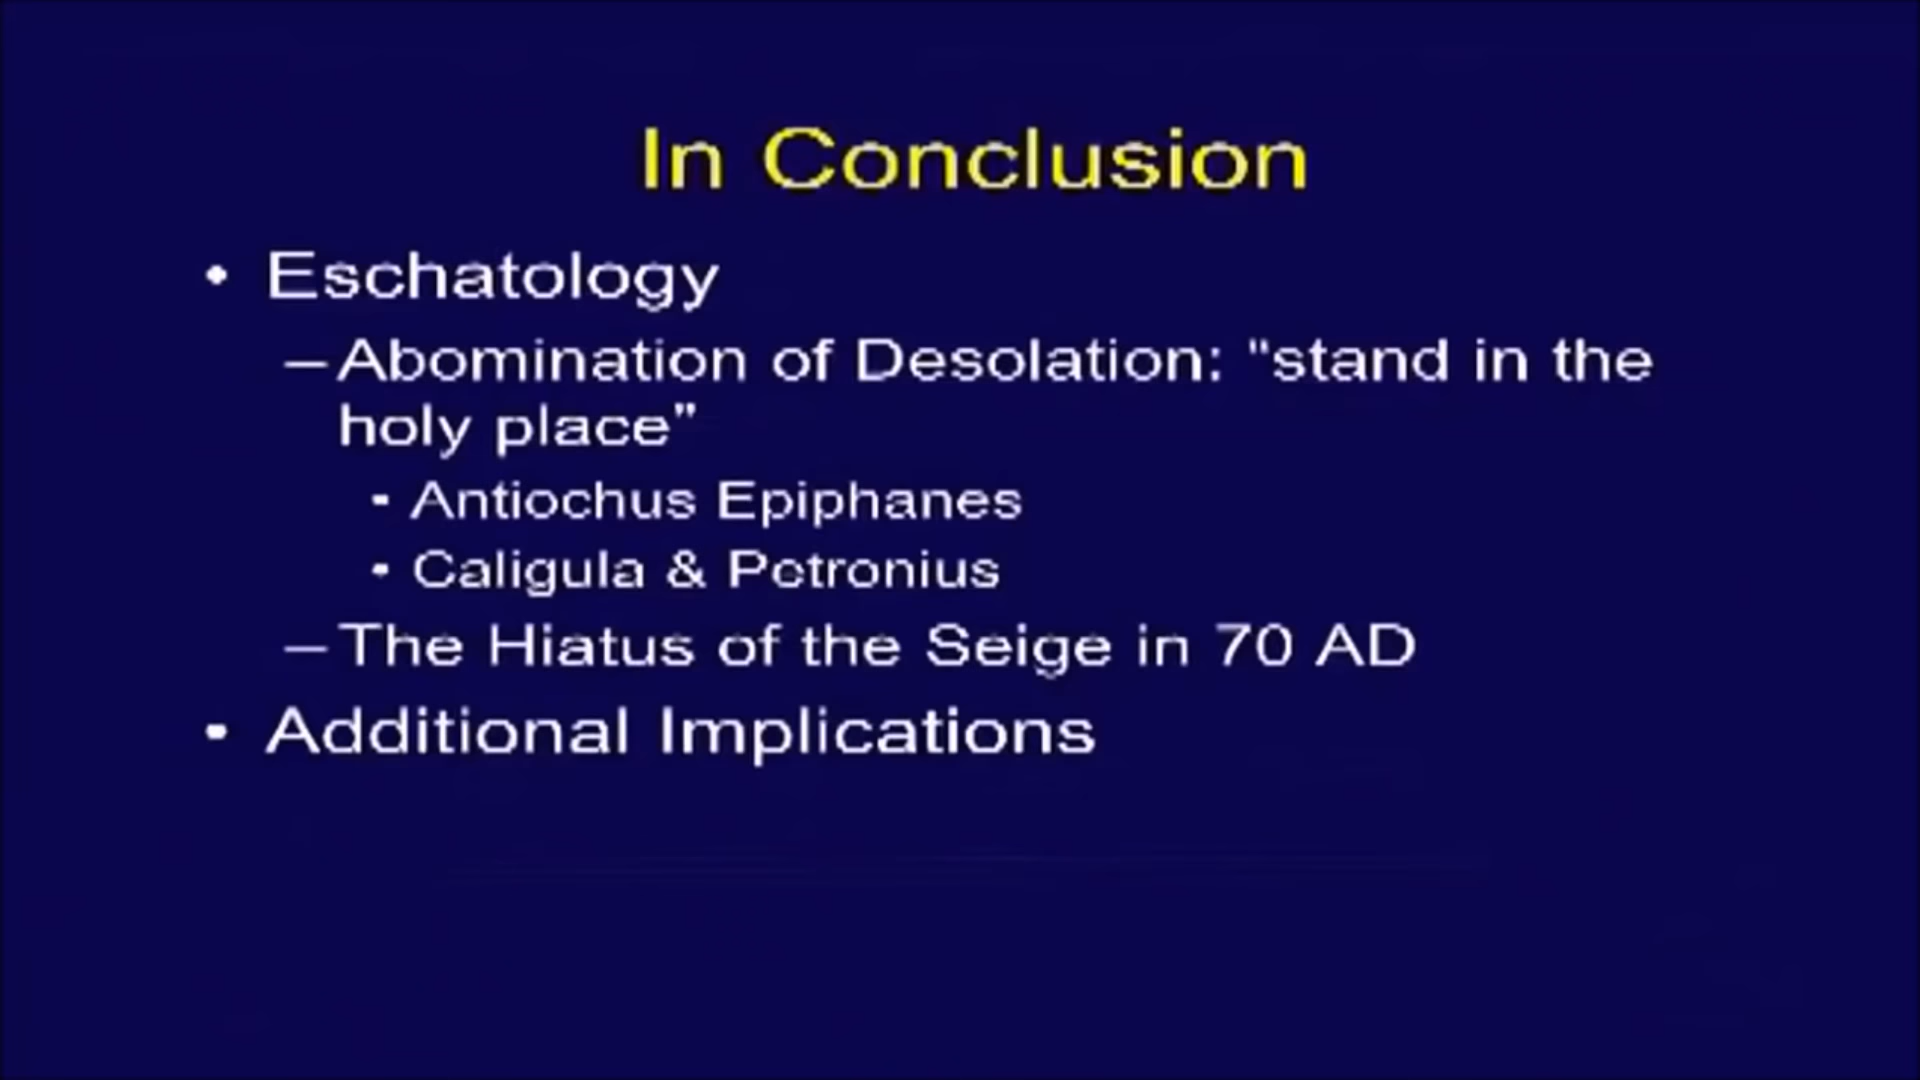 In Conclusion
• Eschatology
– Abomination of Desolation: "stand in the
holy place"
• Antiochus Epiphanes
• Caligula & Petronius
– The Hiatus of the Seige in 70 AD
• Additional Implications